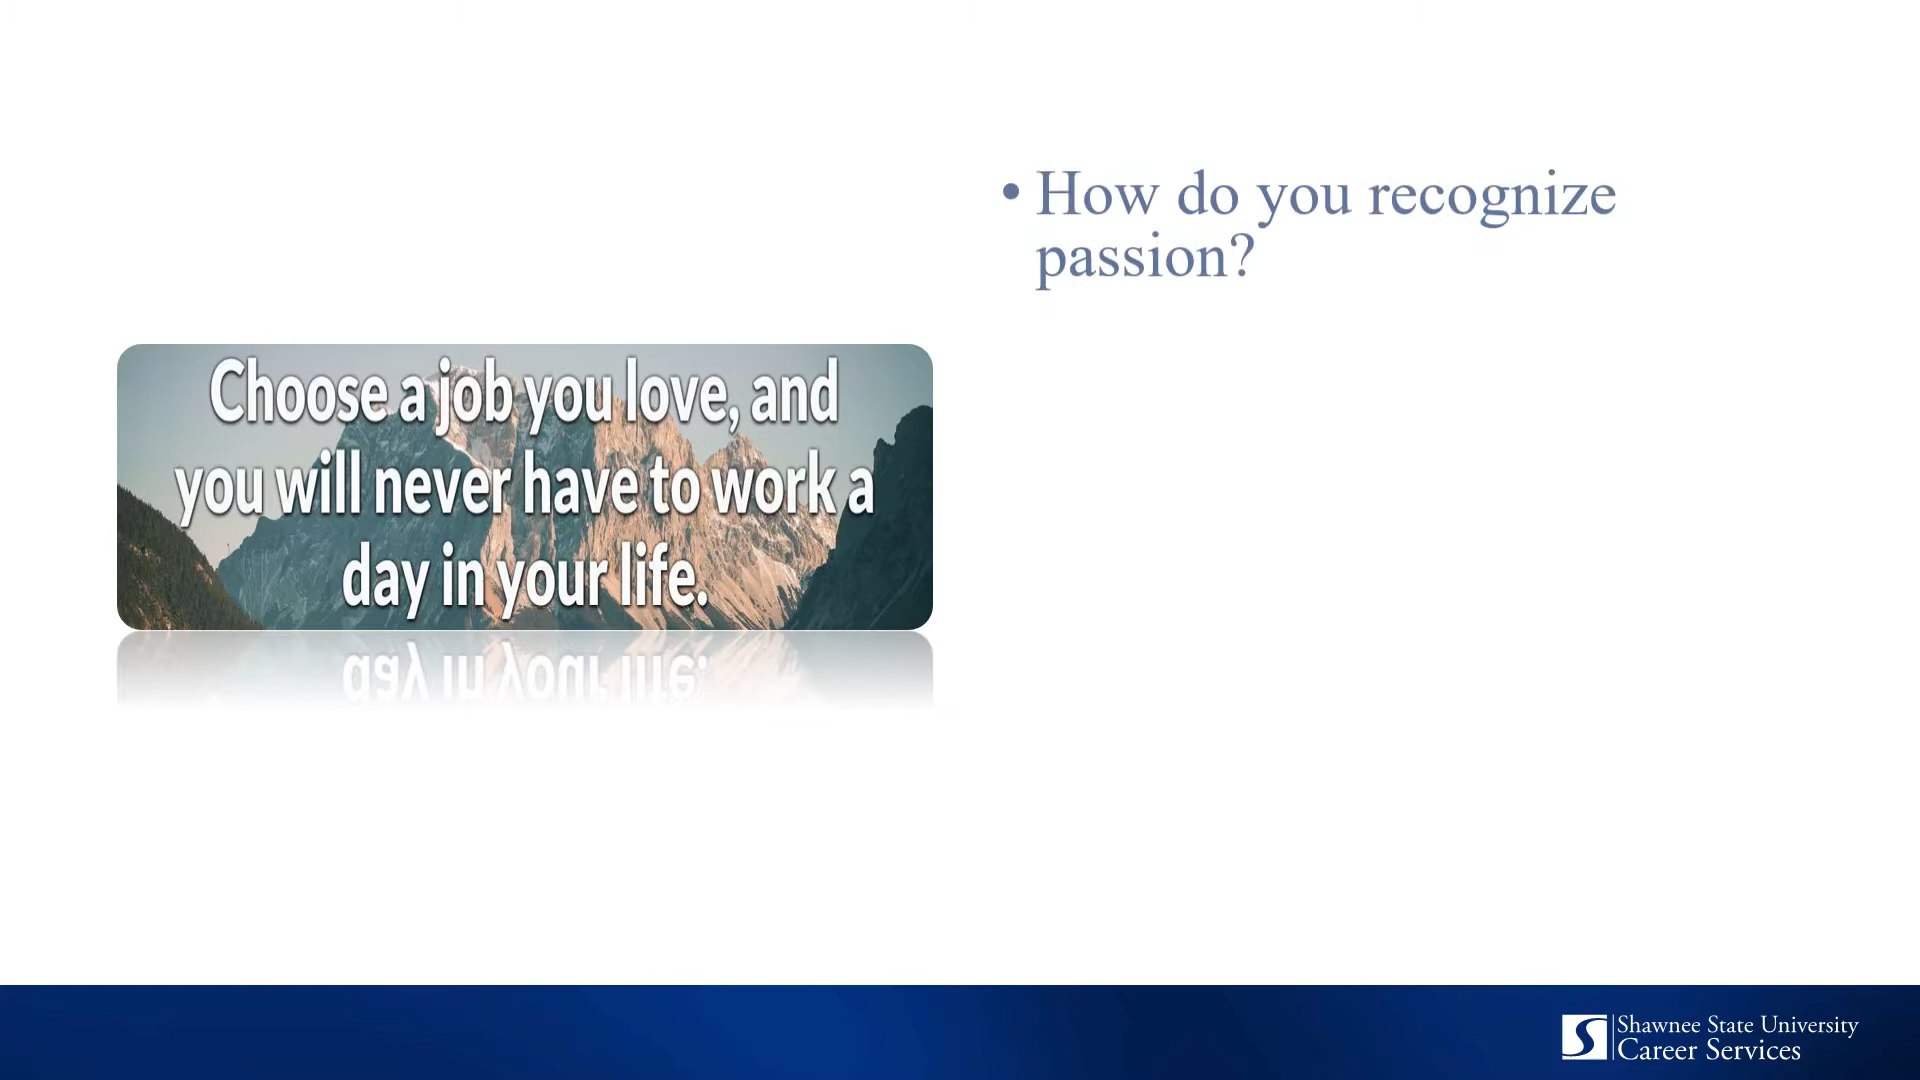 • How do you recognize
passion?
Choose a job you love, and
you will never have to work a
day in your life.
Shawnee State University
Career Services